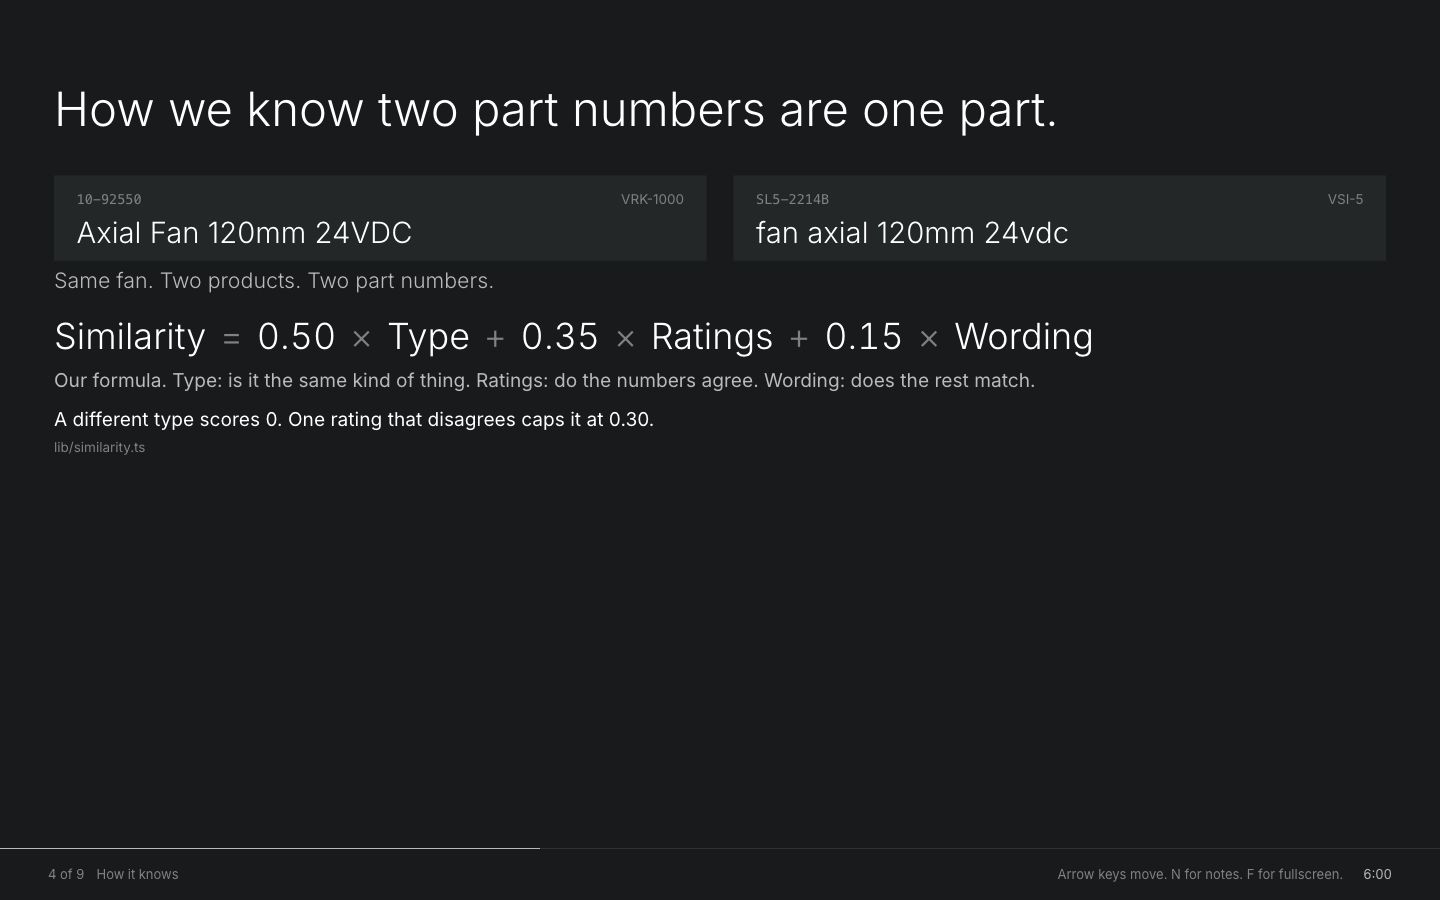 How we know two part numbers are one part.
10–92550 VRK-1000
Axial Fan 120mm 24VDC
SL5–2214B VSI-5
fan axial 120mm 24vdc
Same fan. Two products. Two part numbers.
Similarity = 0.50 × Type + 0.35 × Ratings + 0.15 × Wording
Our formula. Type: is it the same kind of thing. Ratings: do the numbers agree. Wording: does the rest match.
A different type scores 0. One rating that disagrees caps it at 0.30.
lib/similarity.ts
4 of 9 How it knows
Arrow keys move. N for notes. F for fullscreen. 6:00